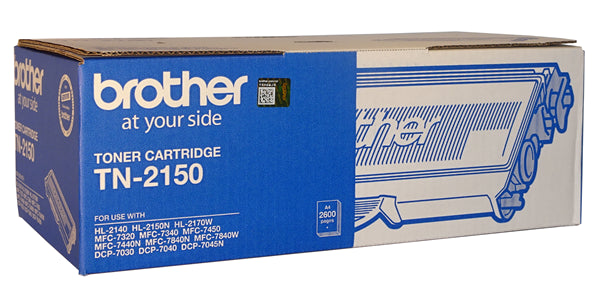 brother
at your side
TONER CARTRIDGE
TN-2150
FOR USE WITH
HL-2140 HL-2150N HL-2170W
MFC-7320 MFC-7340 MFC-7450
MFC-7440N MFC-7840N MFC-7840W
DCP-7030 DCP-7040 DCP-7045N
A4
2600
pages
brother